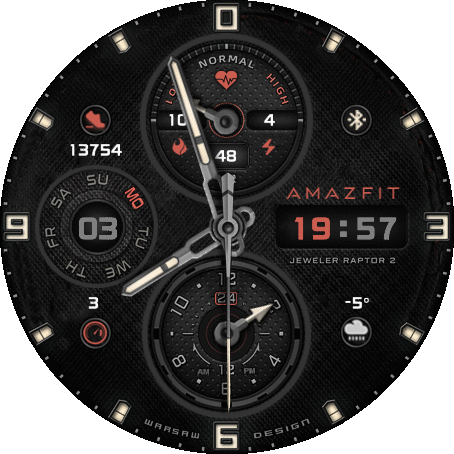 0
NORMAL
LOW
HIGH
10
4
48
13754
SU
SA
MO
FR
TU
TH
WE
03
9
3
AMAZFIT
19:57
JEWELER RAPTOR 2
3
-5°
12
24
10
8
4
AM
12
PM
6
WARSAW DESIGN